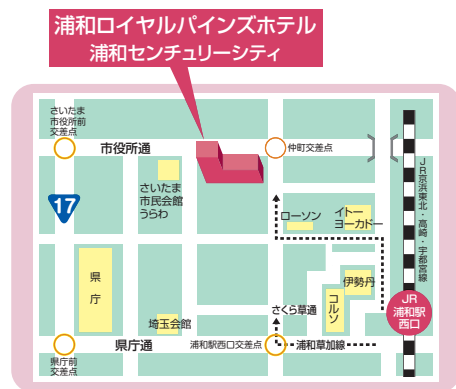 浦和ロイヤルパインズホテル
浦和センチュリーシティ
さいたま
市役所前
交差点
市役所通
仲町交差点
JR京浜東北・高崎・宇都宮線
17
さいたま
市民会館
うらわ
ローソン
イトー
ヨーカドー
県庁
伊勢丹
コルソ
JR
浦和駅
西口
さくら草通
埼玉会館
県庁通
浦和駅西口交差点
浦和草加線
県庁前
交差点